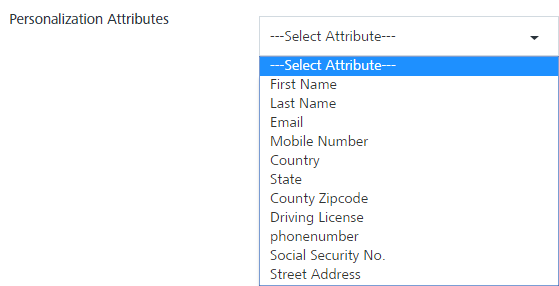 Personalization Attributes
---Select Attribute---
---Select Attribute---
First Name
Last Name
Email
Mobile Number
Country
State
County Zipcode
Driving License
phonenumber
Social Security No.
Street Address